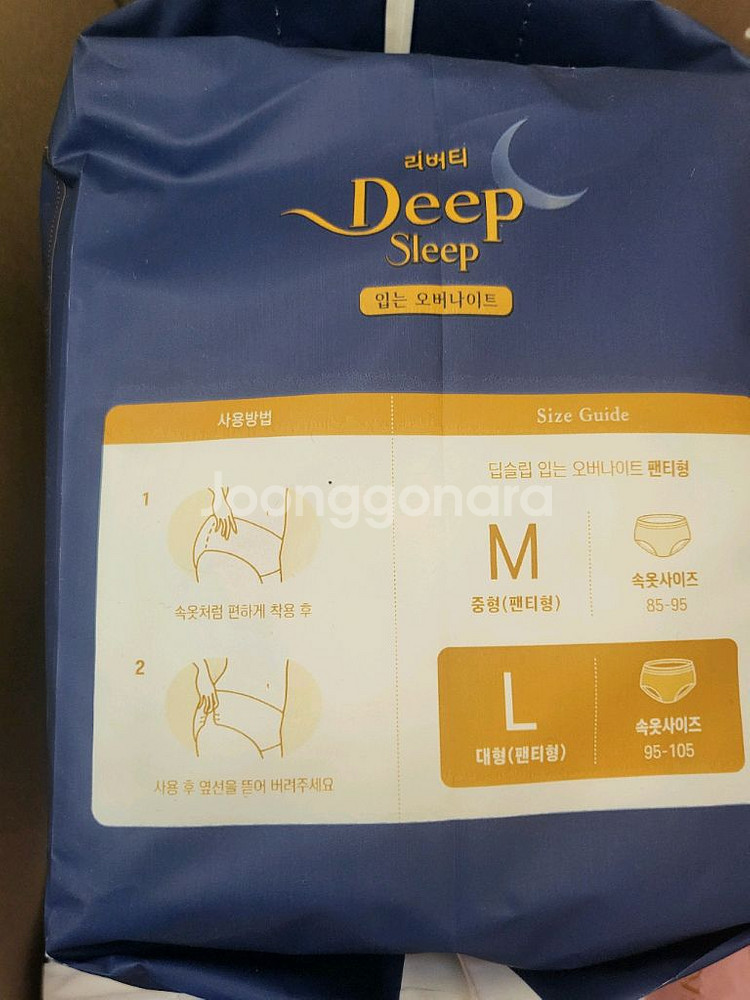 리버티
Deep
Sleep
입는 오버나이트
사용방법
Size Guide
딥슬립 입는 오버나이트 팬티형
Joonggonara
1
M
속옷사이즈
중형(팬티형)
85-95
속옷처럼 편하게 착용 후
2
L
속옷사이즈
대형(팬티형)
95-105
사용 후 옆선을 뜯어 버려주세요